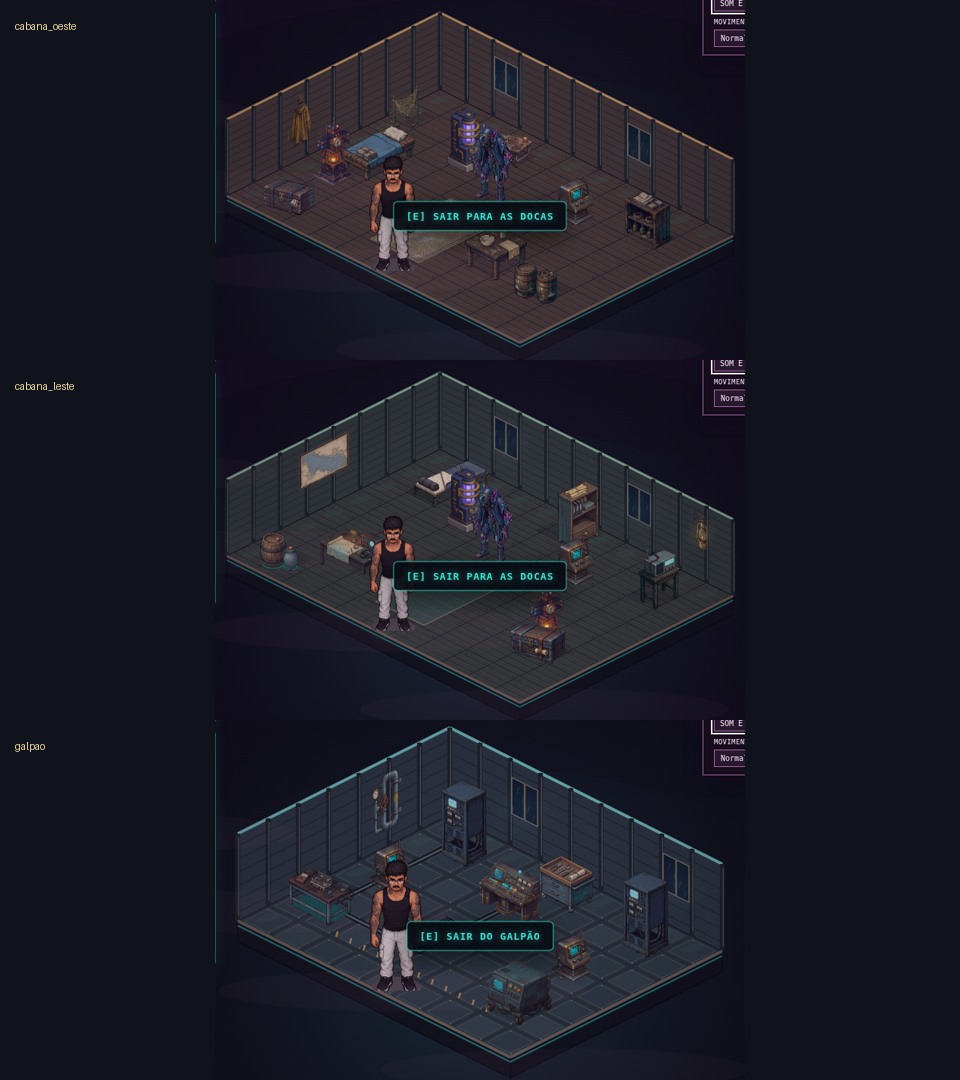 cabana_oeste
SOM E
MOVIMEN
Norma
[E] SAIR PARA AS DOCAS
cabana_leste
SOM E
MOVIMEN
Norma
[E] SAIR PARA AS DOCAS
galpao
SOM E
MOVIMEN
Norma
[E] SAIR DO GALPÃO